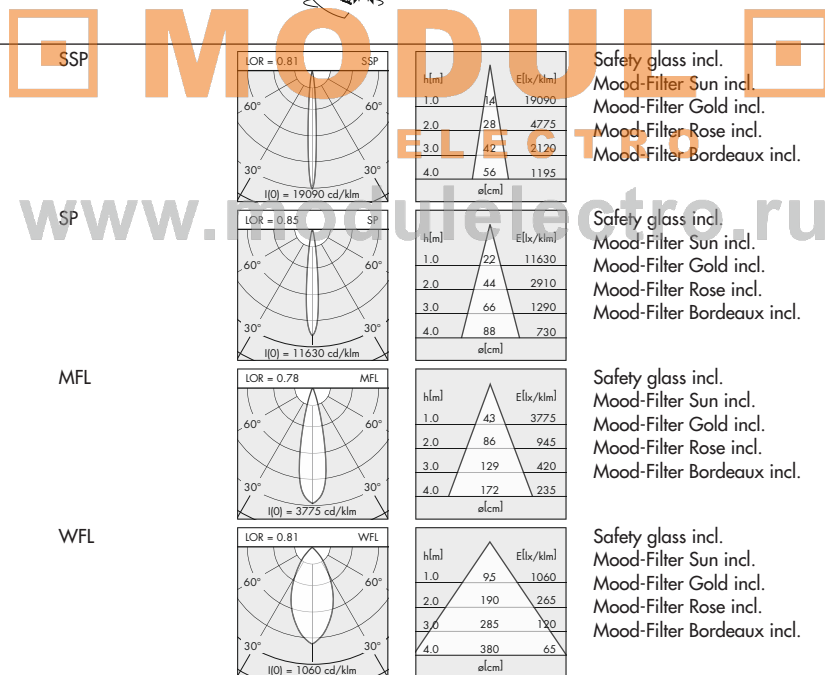 MODUL
ELECTRO
www.modulelectro.ru
SSP
LOR = 0.81 SSP
60° 60°
30° 30°
I(0) = 19090 cd/klm
h[m] E[lx/klm]
1.0 14 19090
2.0 28 4775
3.0 42 2120
4.0 56 1195
ø[cm]
Safety glass incl.
Mood-Filter Sun incl.
Mood-Filter Gold incl.
Mood-Filter Rose incl.
Mood-Filter Bordeaux incl.
SP
LOR = 0.85 SP
60° 60°
30° 30°
I(0) = 11630 cd/klm
h[m] E[lx/klm]
1.0 22 11630
2.0 44 2910
3.0 66 1290
4.0 88 730
ø[cm]
Safety glass incl.
Mood-Filter Sun incl.
Mood-Filter Gold incl.
Mood-Filter Rose incl.
Mood-Filter Bordeaux incl.
MFL
LOR = 0.78 MFL
60° 60°
30° 30°
I(0) = 3775 cd/klm
h[m] E[lx/klm]
1.0 43 3775
2.0 86 945
3.0 129 420
4.0 172 235
ø[cm]
Safety glass incl.
Mood-Filter Sun incl.
Mood-Filter Gold incl.
Mood-Filter Rose incl.
Mood-Filter Bordeaux incl.
WFL
LOR = 0.81 WFL
60° 60°
30° 30°
I(0) = 1060 cd/klm
h[m] E[lx/klm]
1.0 95 1060
2.0 190 265
3.0 285 120
4.0 380 65
ø[cm]
Safety glass incl.
Mood-Filter Sun incl.
Mood-Filter Gold incl.
Mood-Filter Rose incl.
Mood-Filter Bordeaux incl.